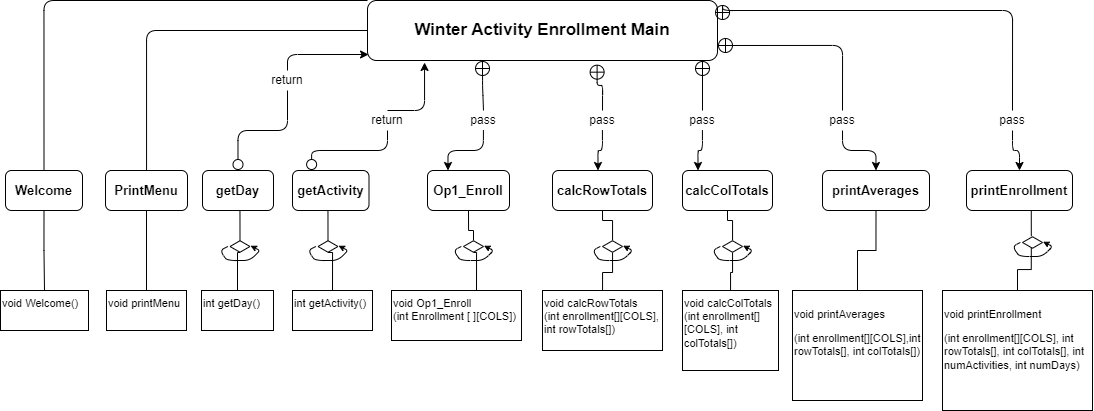 Winter Activity Enrollment Main
return
return
pass
pass
pass
pass
pass
Welcome
PrintMenu
getDay
getActivity
Op1_Enroll
calcRowTotals
calcColTotals
printAverages
printEnrollment
void Welcome()
void printMenu
int getDay()
int getActivity()
void Op1_Enroll
(int Enrollment [ ][COLS])
void calcRowTotals
(int enrollment[][COLS],
int rowTotals[])
void calcColTotals
(int enrollment[]
[COLS], int
colTotals[])
void printAverages
(int enrollment[][COLS],int
rowTotals[], int colTotals[])
void printEnrollment
(int enrollment[][COLS], int
rowTotals[], int colTotals[], int
numActivities, int numDays)